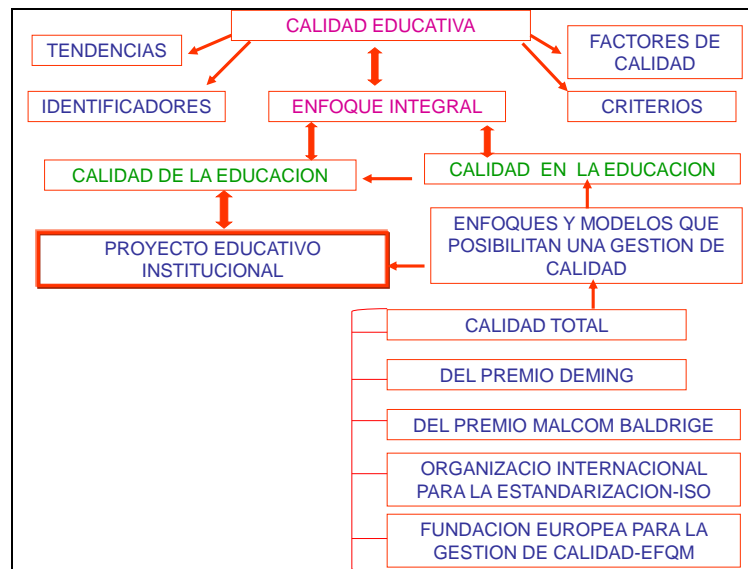 CALIDAD EDUCATIVA
TENDENCIAS
FACTORES DE
CALIDAD
IDENTIFICADORES
ENFOQUE INTEGRAL
CRITERIOS
CALIDAD DE LA EDUCACION
CALIDAD EN LA EDUCACION
PROYECTO EDUCATIVO
INSTITUCIONAL
ENFOQUES Y MODELOS QUE
POSIBILITAN UNA GESTION DE
CALIDAD
CALIDAD TOTAL
DEL PREMIO DEMING
DEL PREMIO MALCOM BALDRIGE
ORGANIZACIO INTERNACIONAL
PARA LA ESTANDARIZACION-ISO
FUNDACION EUROPEA PARA LA
GESTION DE CALIDAD-EFQM